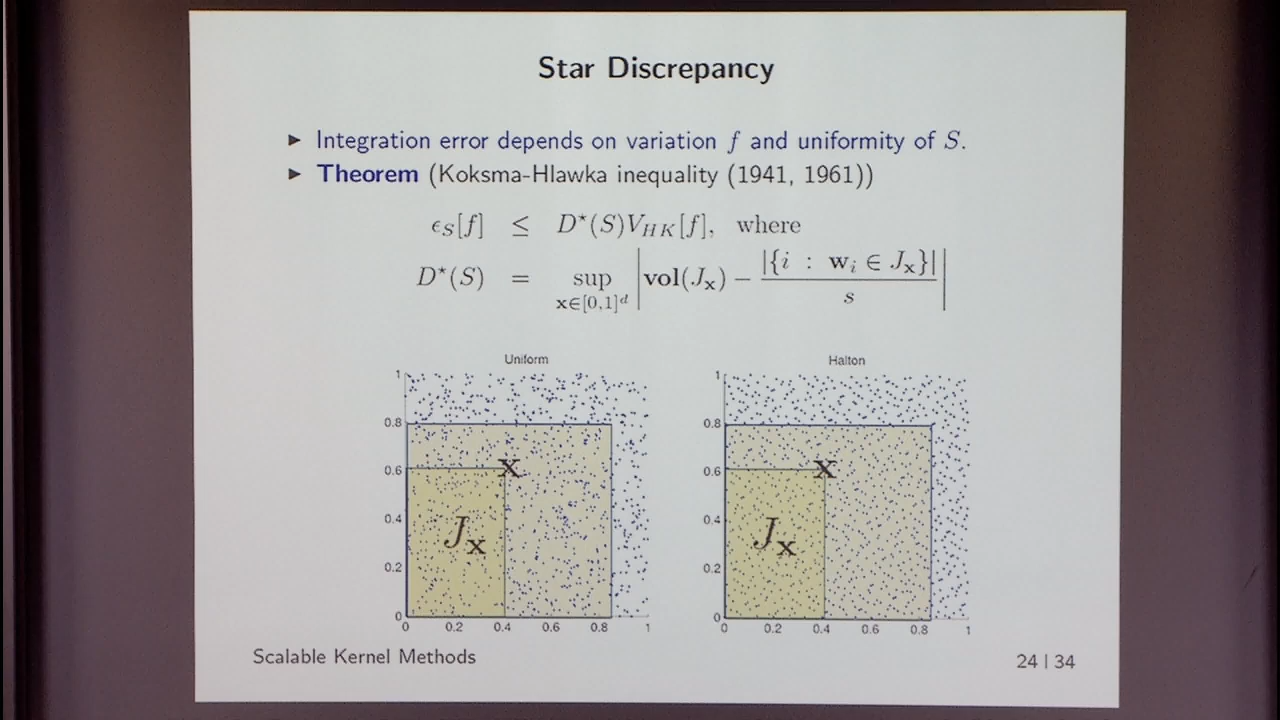 Star Discrepancy
▶ Integration error depends on variation f and uniformity of S.
▶ Theorem (Koksma-Hlawka inequality (1941, 1961))
ϵ_S[f] ≤ D*(S)V_HK[f], where
D*(S) = sup_{x∈[0,1]^d} |vol(J_x) − |{i : w_i ∈ J_x}| / s|
Uniform
1
0.8
0.6
0.4
0.2
0
0 0.2 0.4 0.6 0.8 1
x
J_x
Halton
1
0.8
0.6
0.4
0.2
0
0 0.2 0.4 0.6 0.8 1
x
J_x
Scalable Kernel Methods
24 | 34